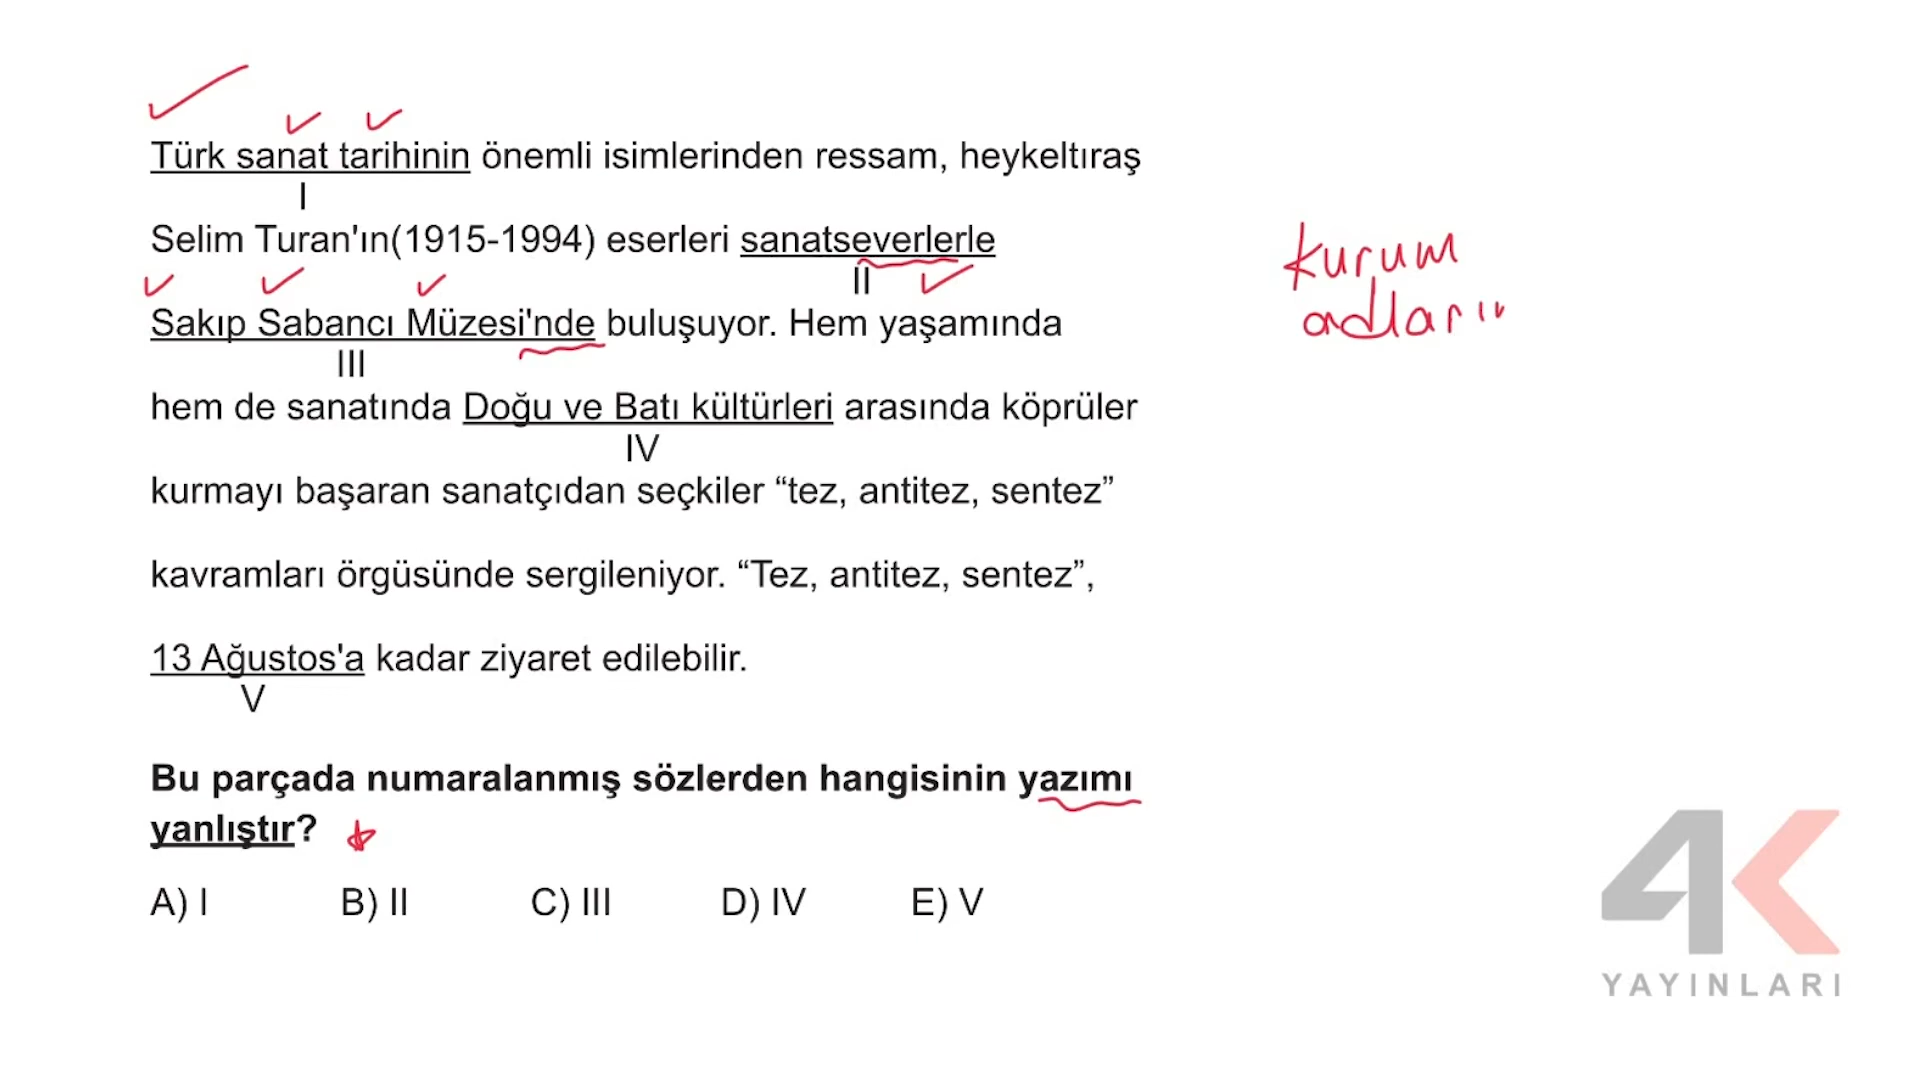 Türk sanat tarihinin önemli isimlerinden ressam, heykeltıraş
I
Selim Turan'ın(1915-1994) eserleri sanatseverlerle
II
Sakıp Sabancı Müzesi'nde buluşuyor. Hem yaşamında
III
hem de sanatında Doğu ve Batı kültürleri arasında köprüler
IV
kurmayı başaran sanatçıdan seçkiler “tez, antitez, sentez”
kavramları örgüsünde sergileniyor. “Tez, antitez, sentez”,
13 Ağustos'a kadar ziyaret edilebilir.
V
Bu parçada numaralanmış sözlerden hangisinin yazımı
yanlıştır?
A) I B) II C) III D) IV E) V
kurum
4K
YAYINLARI